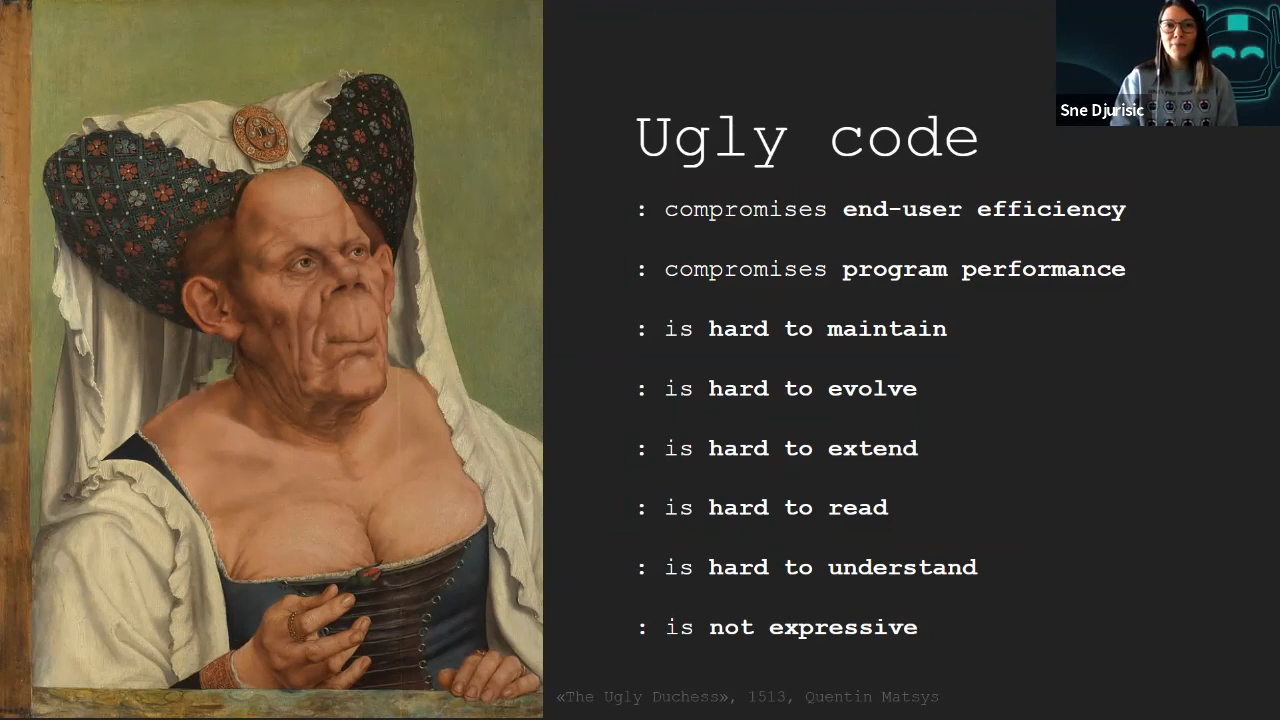 Sne Djurisic
Ugly code
: compromises end-user efficiency
: compromises program performance
: is hard to maintain
: is hard to evolve
: is hard to extend
: is hard to read
: is hard to understand
: is not expressive
«The Ugly Duchess», 1513, Quentin Matsys